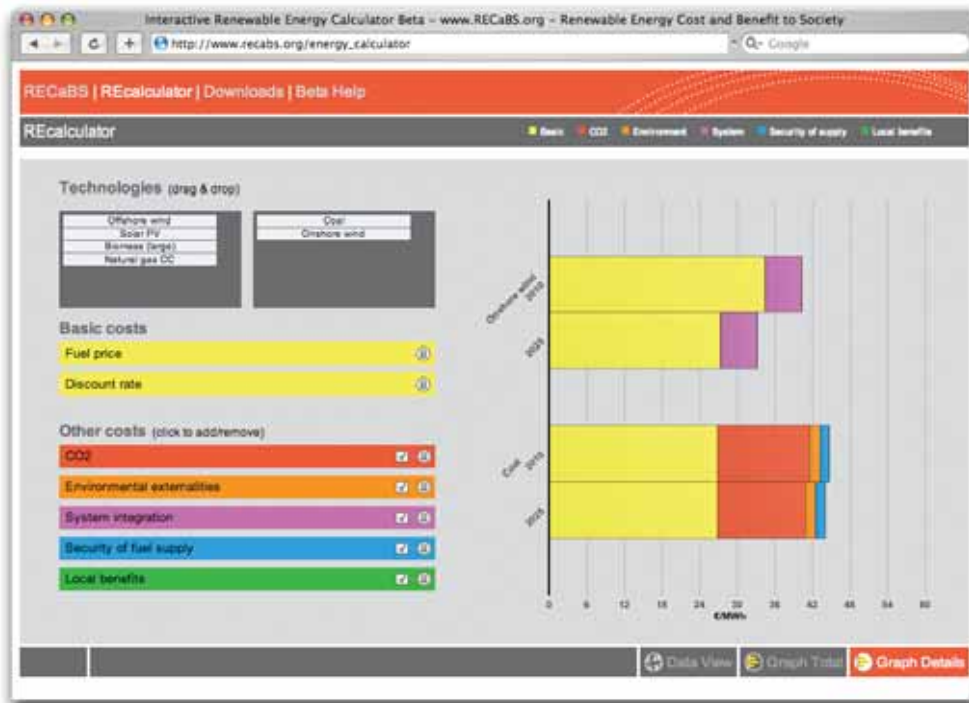 Interactive Renewable Energy Calculator Beta – www.RECaBS.org – Renewable Energy Cost and Benefit to Society
http://www.recabs.org/energy_calculator
Google
RECaBS | REcalculator | Downloads | Beta Help
REcalculator
Basic CO2 Environment System Security of supply Local benefits
Technologies (drag & drop)
Offshore wind
Solar PV
Biomass (large)
Natural gas CC
Coal
Onshore wind
Basic costs
Fuel price
Discount rate
Other costs (click to add/remove)
CO2
Environmental externalities
System integration
Security of fuel supply
Local benefits
Onshore wind
2010
2025
Coal
2010
2025
0 6 12 18 24 30 36 42 48 54 60
€/MWh
Data View
Graph Total
Graph Details